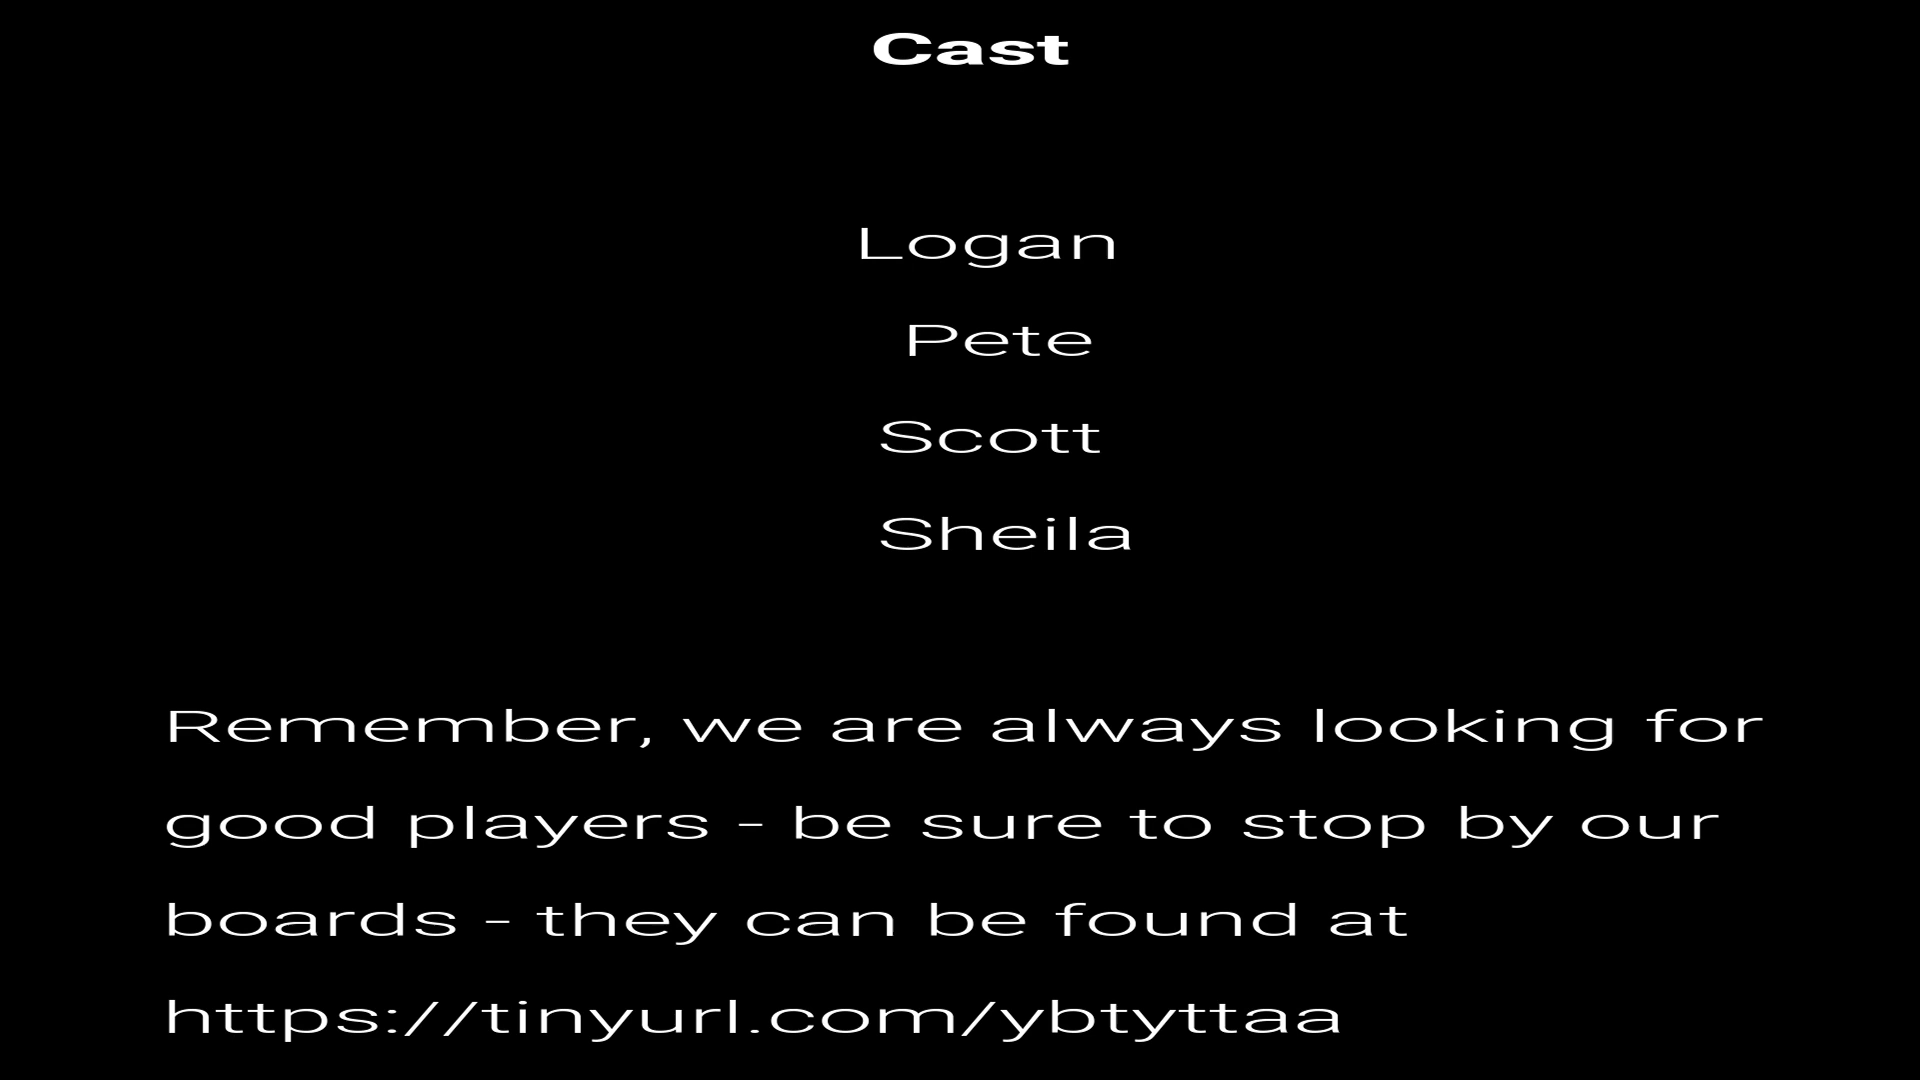 Cast
Logan
Pete
Scott
Sheila
Remember, we are always looking for
good players - be sure to stop by our
boards - they can be found at
https://tinyurl.com/ybtyttaa